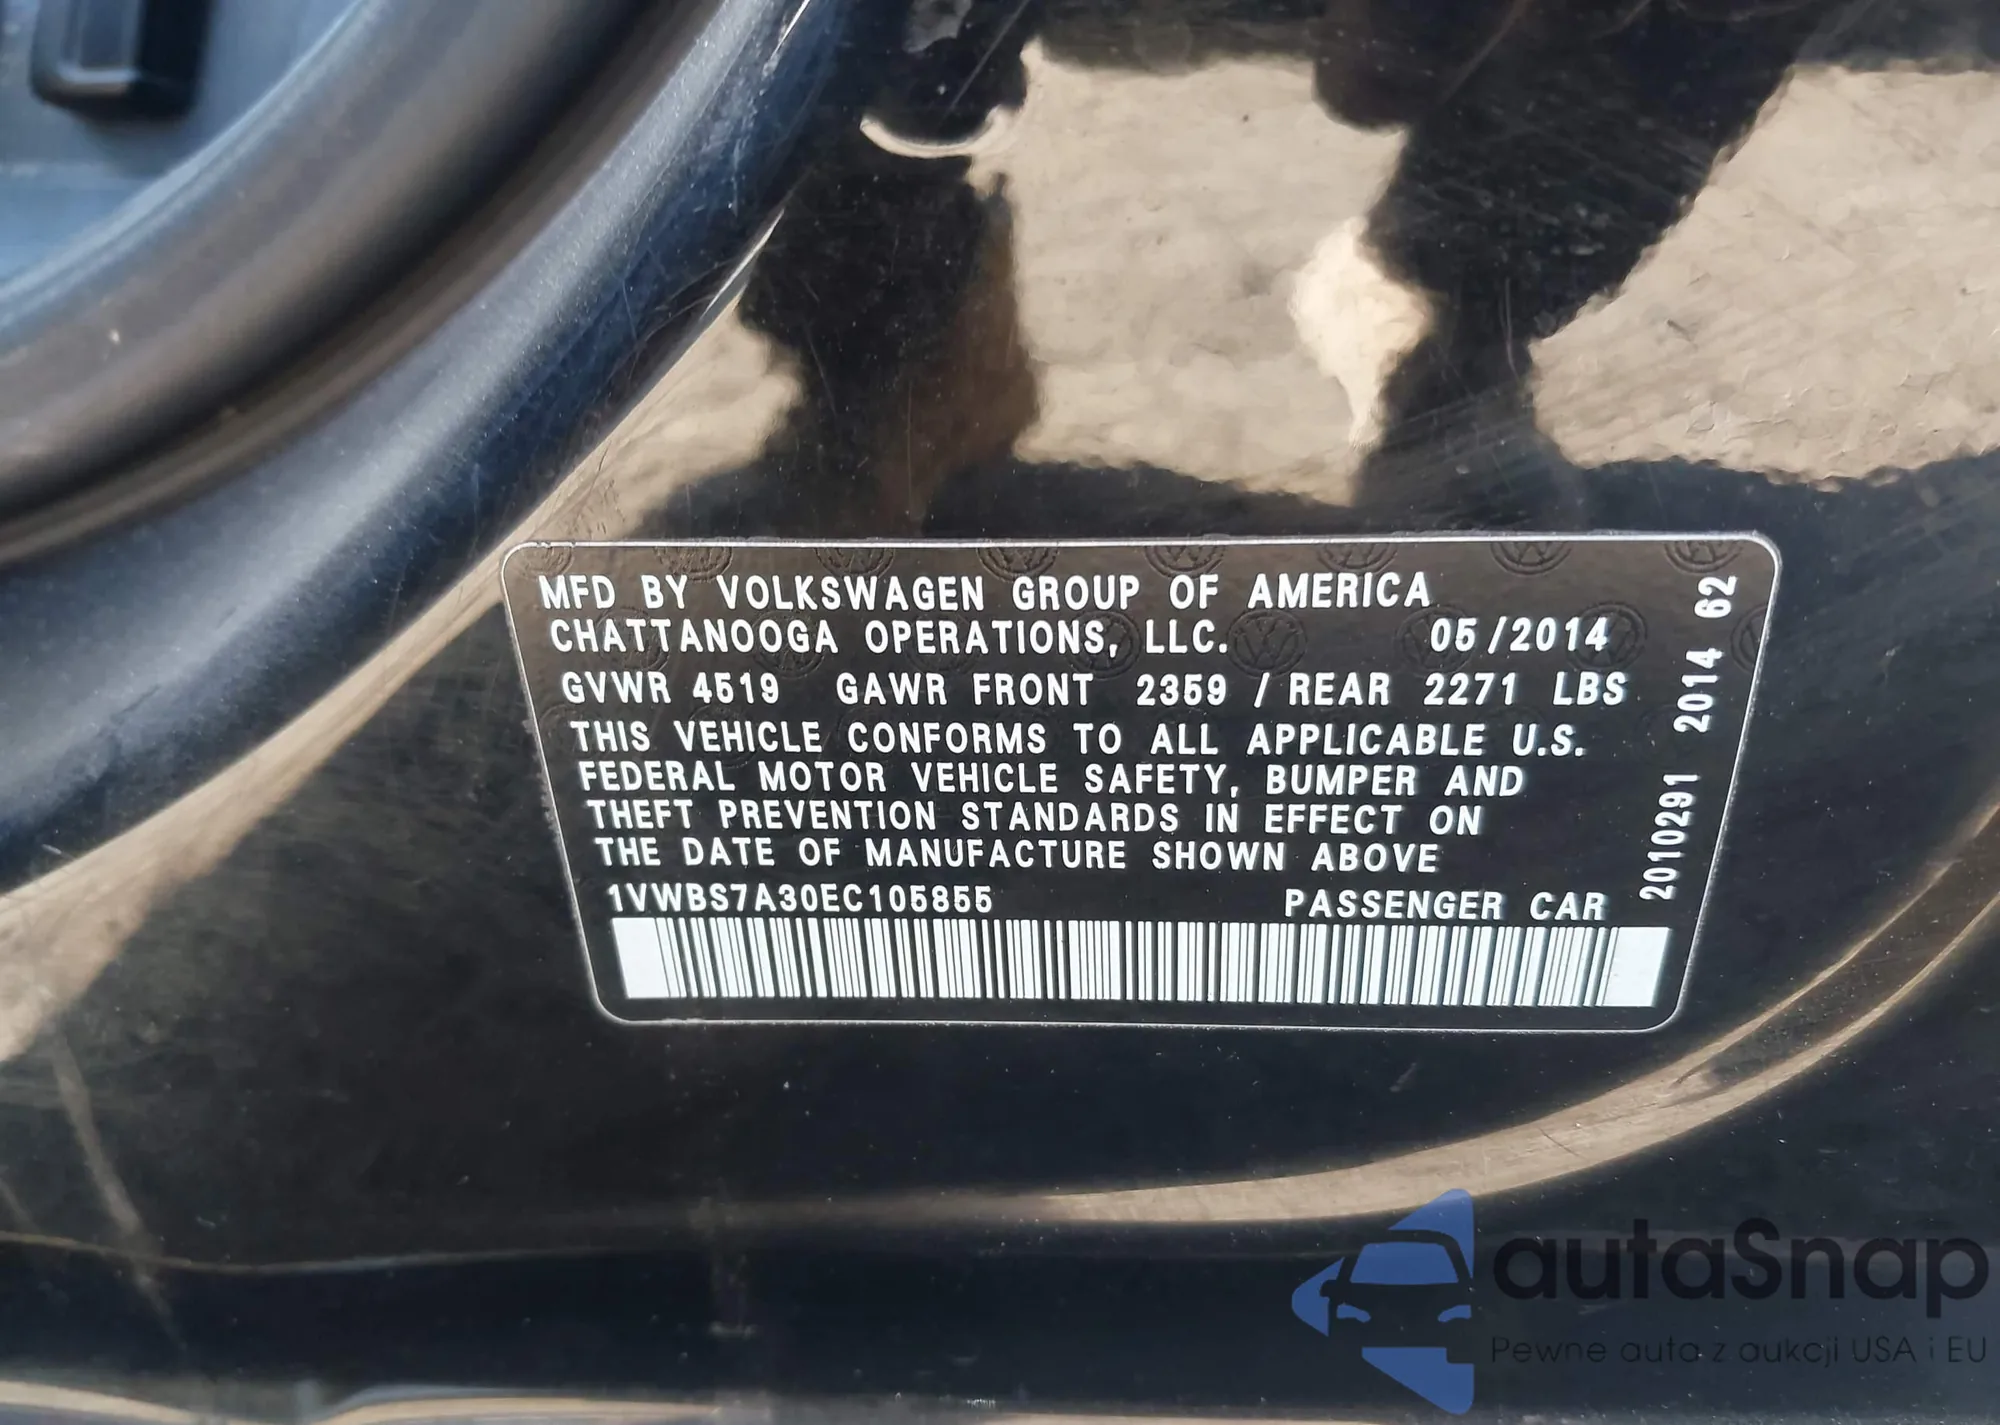 MFD BY VOLKSWAGEN GROUP OF AMERICA
CHATTANOOGA OPERATIONS, LLC. 05/2014
GVWR 4519 GAWR FRONT 2359 / REAR 2271 LBS
THIS VEHICLE CONFORMS TO ALL APPLICABLE U.S.
FEDERAL MOTOR VEHICLE SAFETY, BUMPER AND
THEFT PREVENTION STANDARDS IN EFFECT ON
THE DATE OF MANUFACTURE SHOWN ABOVE
1VWBS7A30EC105855 PASSENGER CAR
2010291 2014 62
autaSnap
Pewne auta z aukcji USA i EU